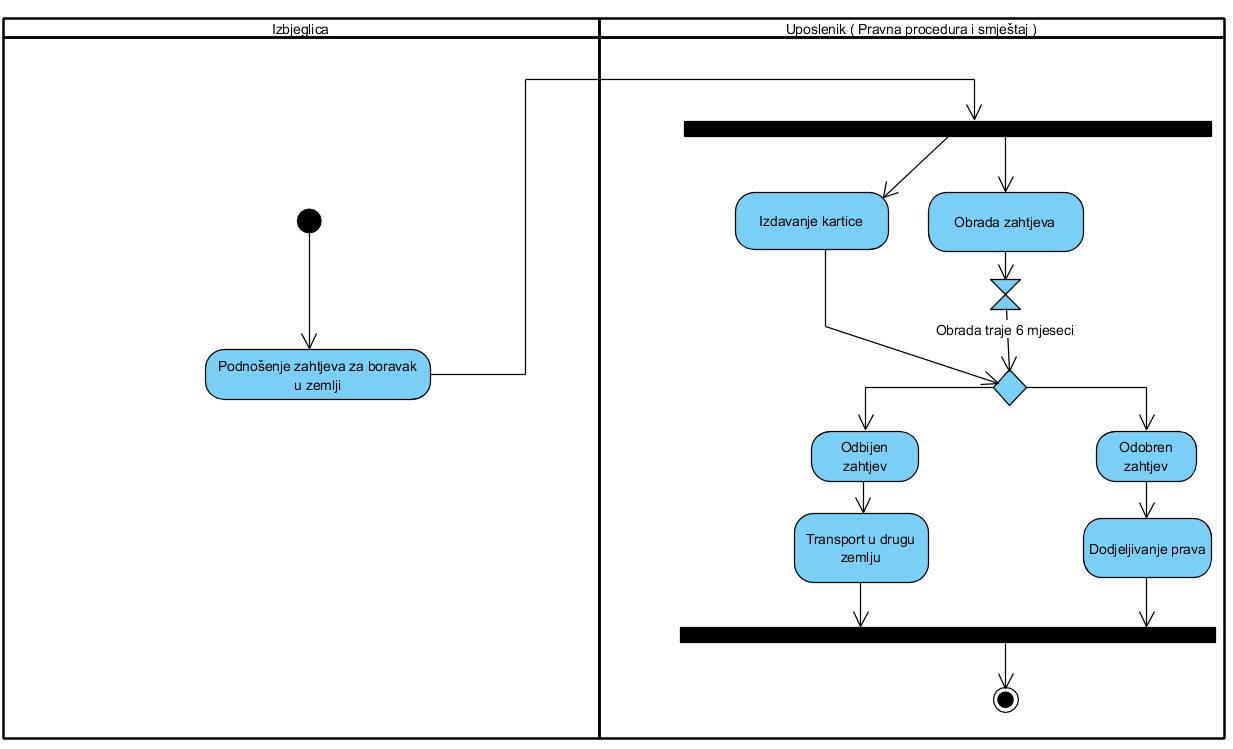 Izbjeglica
Uposlenik ( Pravna procedura i smještaj )
Izdavanje kartice
Obrada zahtjeva
Obrada traje 6 mjeseci
Podnošenje zahtjeva za boravak
u zemlji
Odbijen
zahtjev
Odobren
zahtjev
Transport u drugu
zemlju
Dodjeljivanje prava